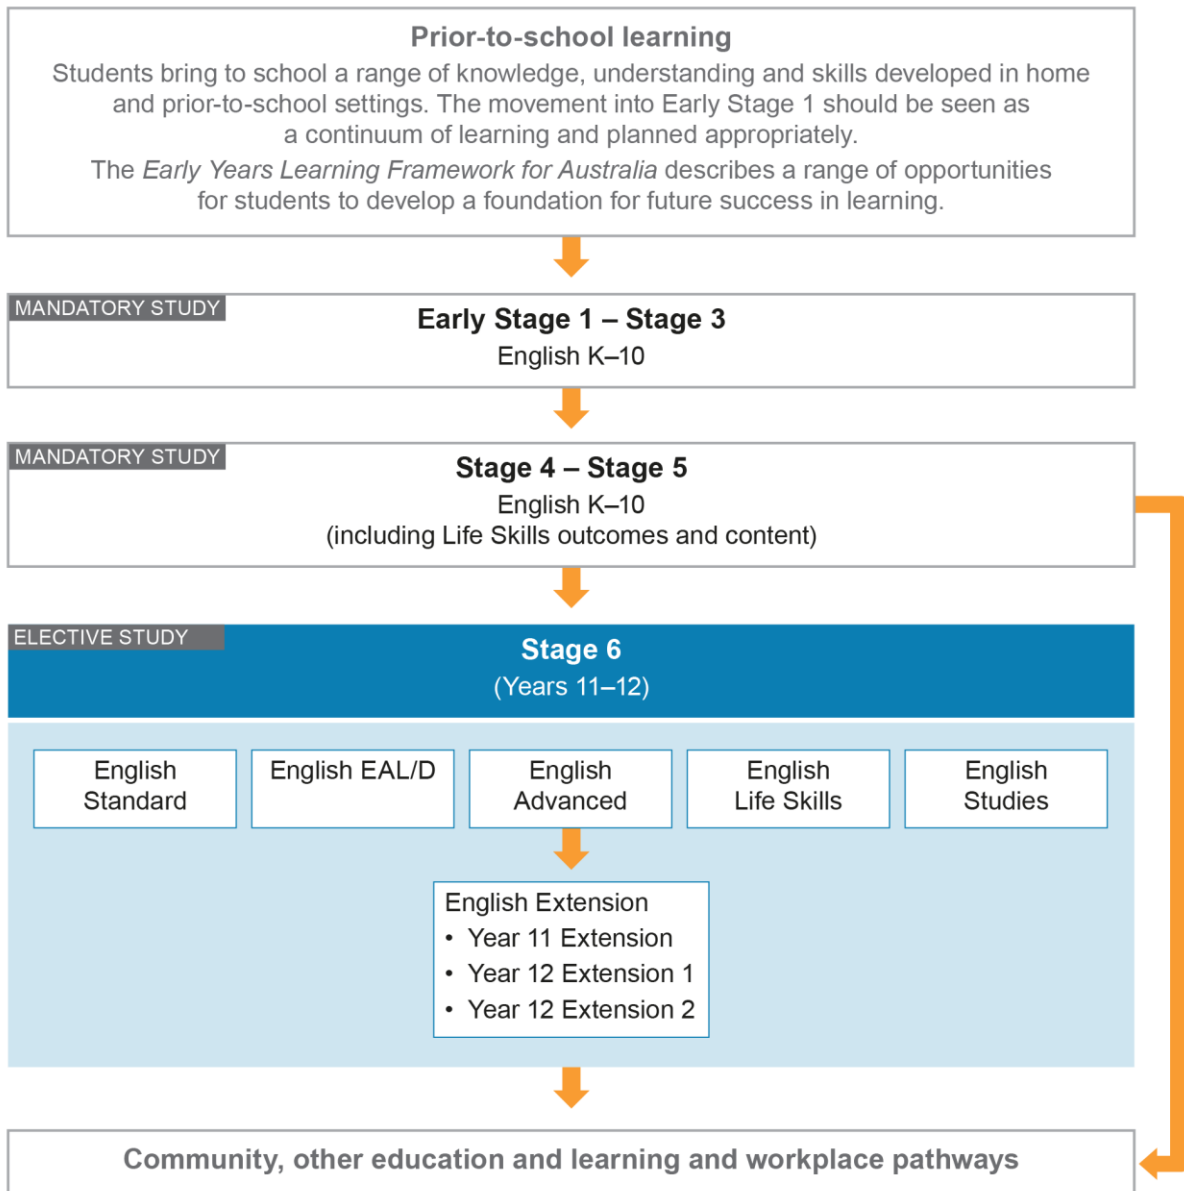 Prior-to-school learning
Students bring to school a range of knowledge, understanding and skills developed in home
and prior-to-school settings. The movement into Early Stage 1 should be seen as
a continuum of learning and planned appropriately.
The Early Years Learning Framework for Australia describes a range of opportunities
for students to develop a foundation for future success in learning.
MANDATORY STUDY
Early Stage 1 – Stage 3
English K–10
MANDATORY STUDY
Stage 4 – Stage 5
English K–10
(including Life Skills outcomes and content)
ELECTIVE STUDY
Stage 6
(Years 11–12)
English
Standard
English EAL/D
English
Advanced
English
Life Skills
English
Studies
English Extension
• Year 11 Extension
• Year 12 Extension 1
• Year 12 Extension 2
Community, other education and learning and workplace pathways